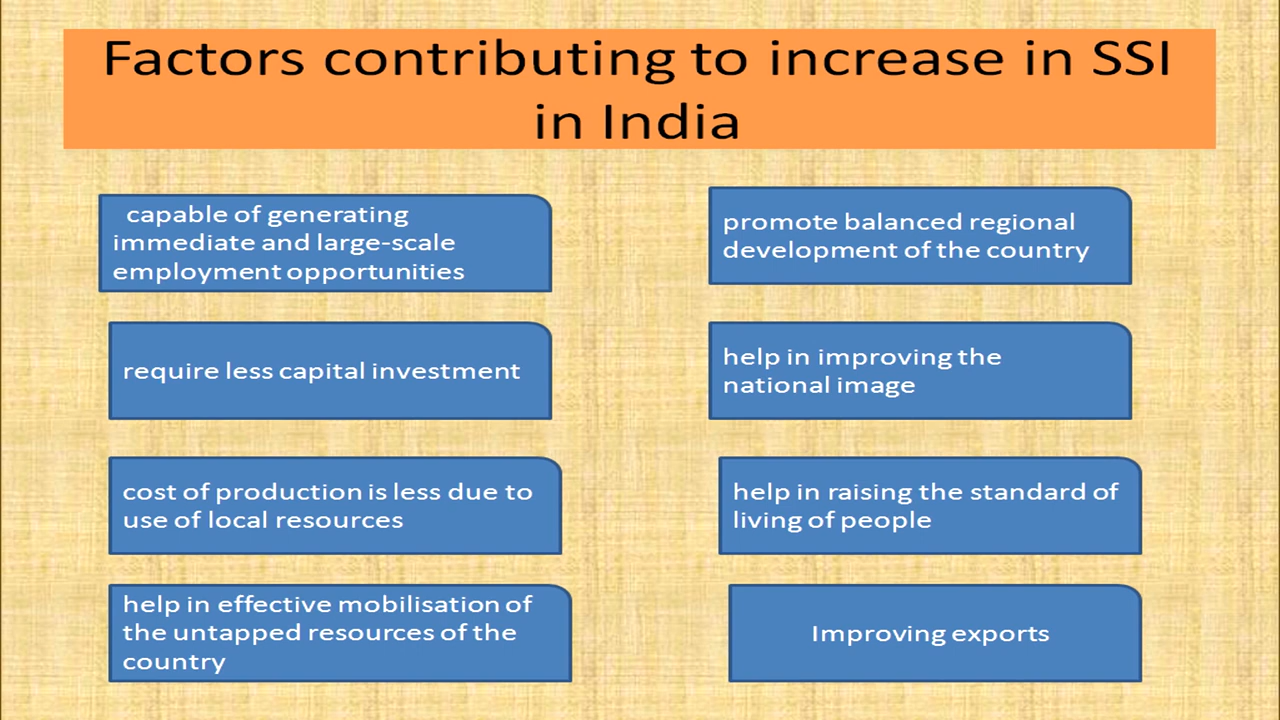 Factors contributing to increase in SSI
in India
capable of generating
immediate and large-scale
employment opportunities
require less capital investment
cost of production is less due to
use of local resources
help in effective mobilisation of
the untapped resources of the
country
promote balanced regional
development of the country
help in improving the
national image
help in raising the standard of
living of people
Improving exports